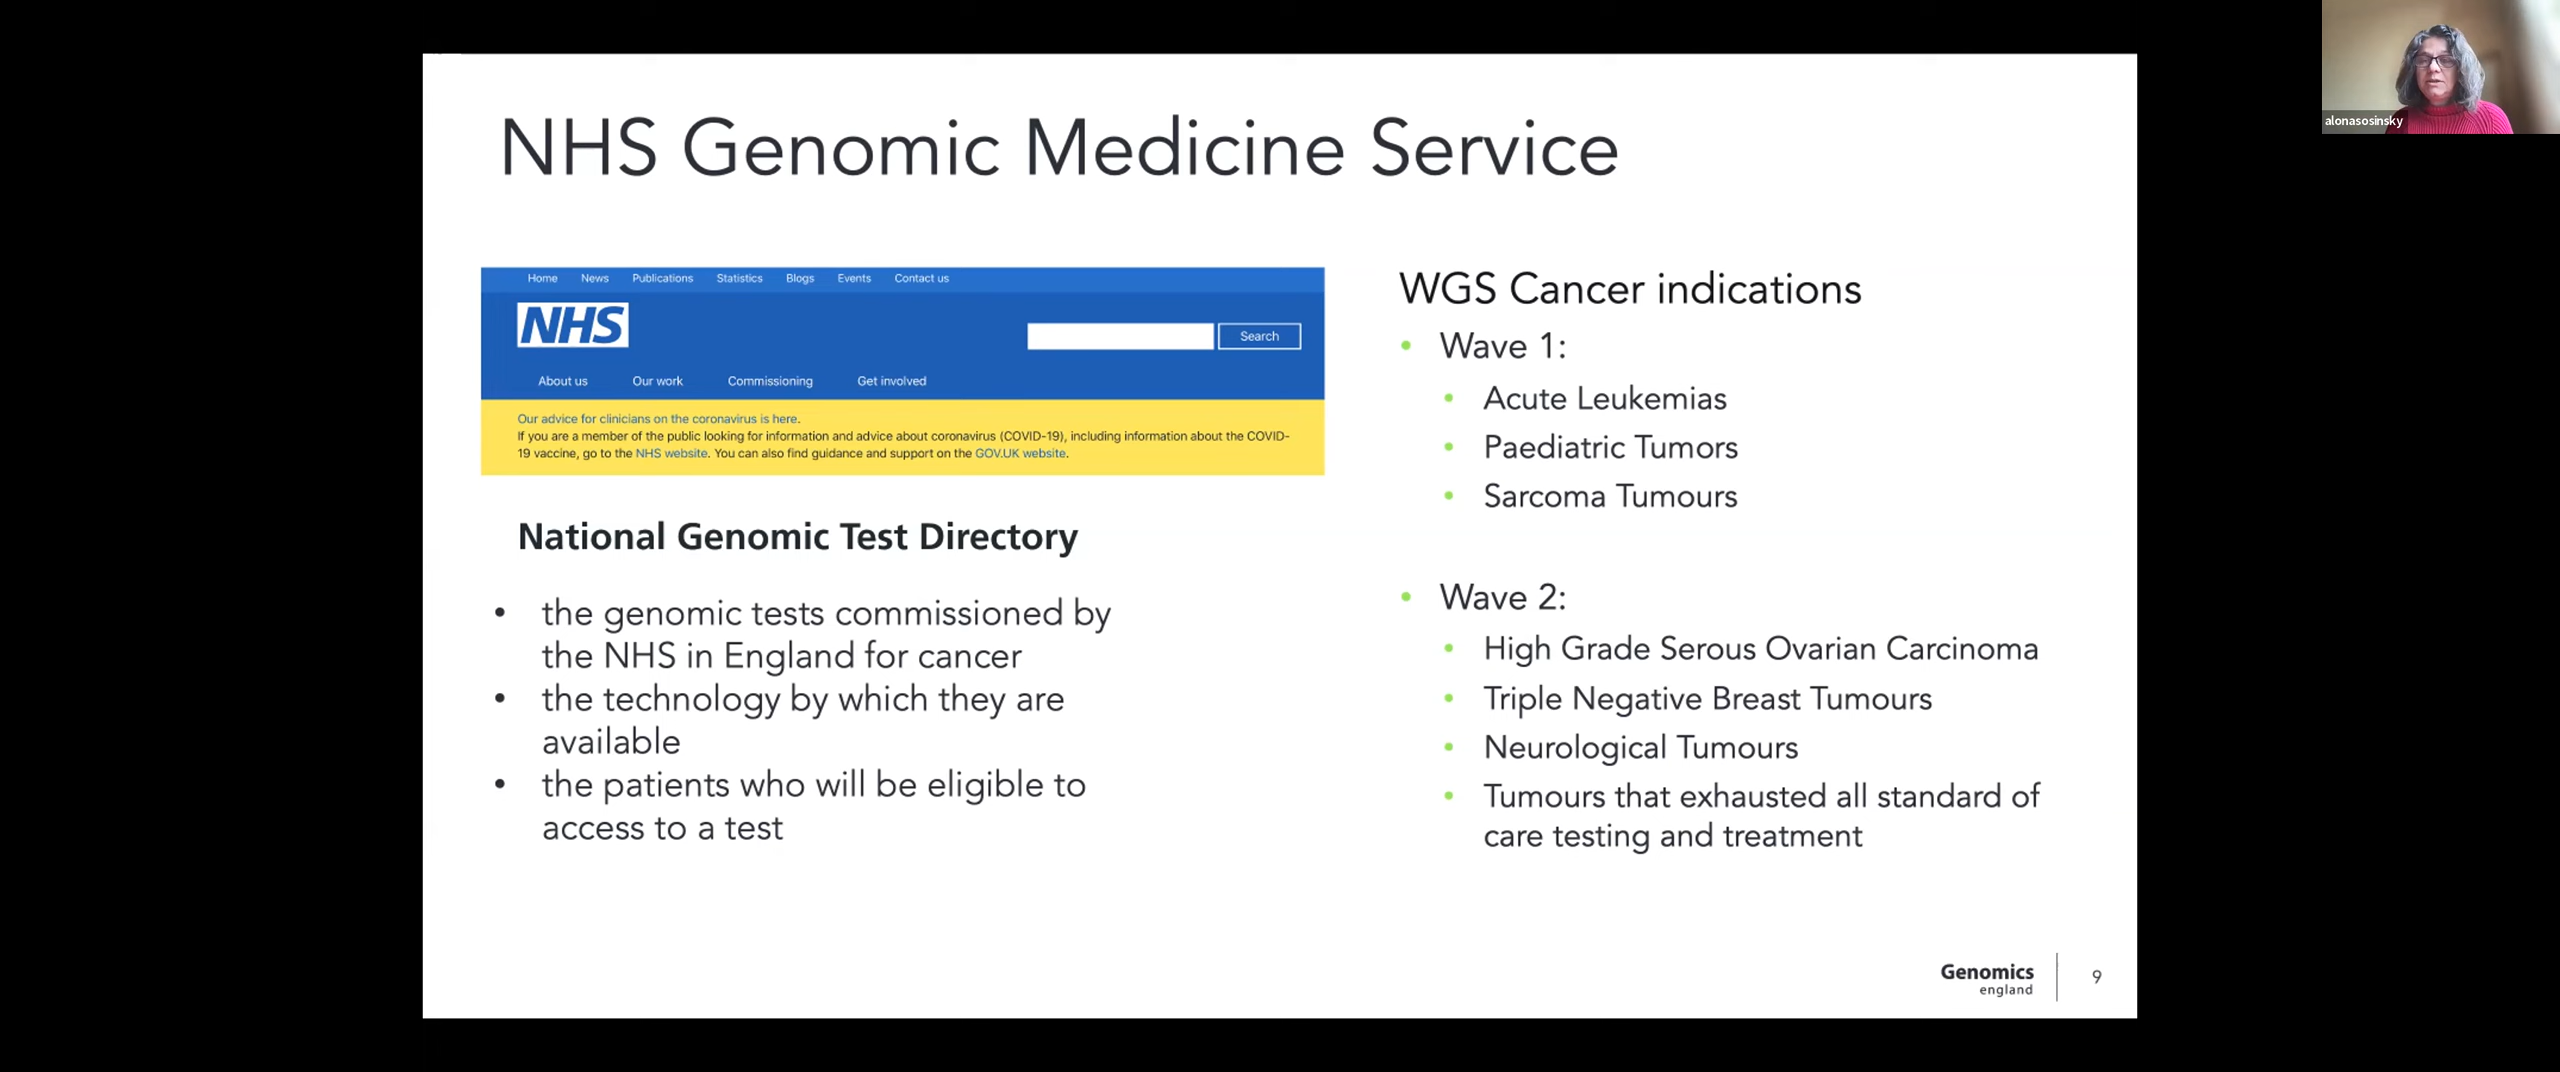 NHS Genomic Medicine Service
alonasosinsky
Home News Publications Statistics Blogs Events Contact us
NHS
Search
About us Our work Commissioning Get involved
Our advice for clinicians on the coronavirus is here.
If you are a member of the public looking for information and advice about coronavirus (COVID-19), including information about the COVID-
19 vaccine, go to the NHS website. You can also find guidance and support on the GOV.UK website.
National Genomic Test Directory
• the genomic tests commissioned by
the NHS in England for cancer
• the technology by which they are
available
• the patients who will be eligible to
access to a test
WGS Cancer indications
• Wave 1:
• Acute Leukemias
• Paediatric Tumors
• Sarcoma Tumours
• Wave 2:
• High Grade Serous Ovarian Carcinoma
• Triple Negative Breast Tumours
• Neurological Tumours
• Tumours that exhausted all standard of
care testing and treatment
Genomics
england
9